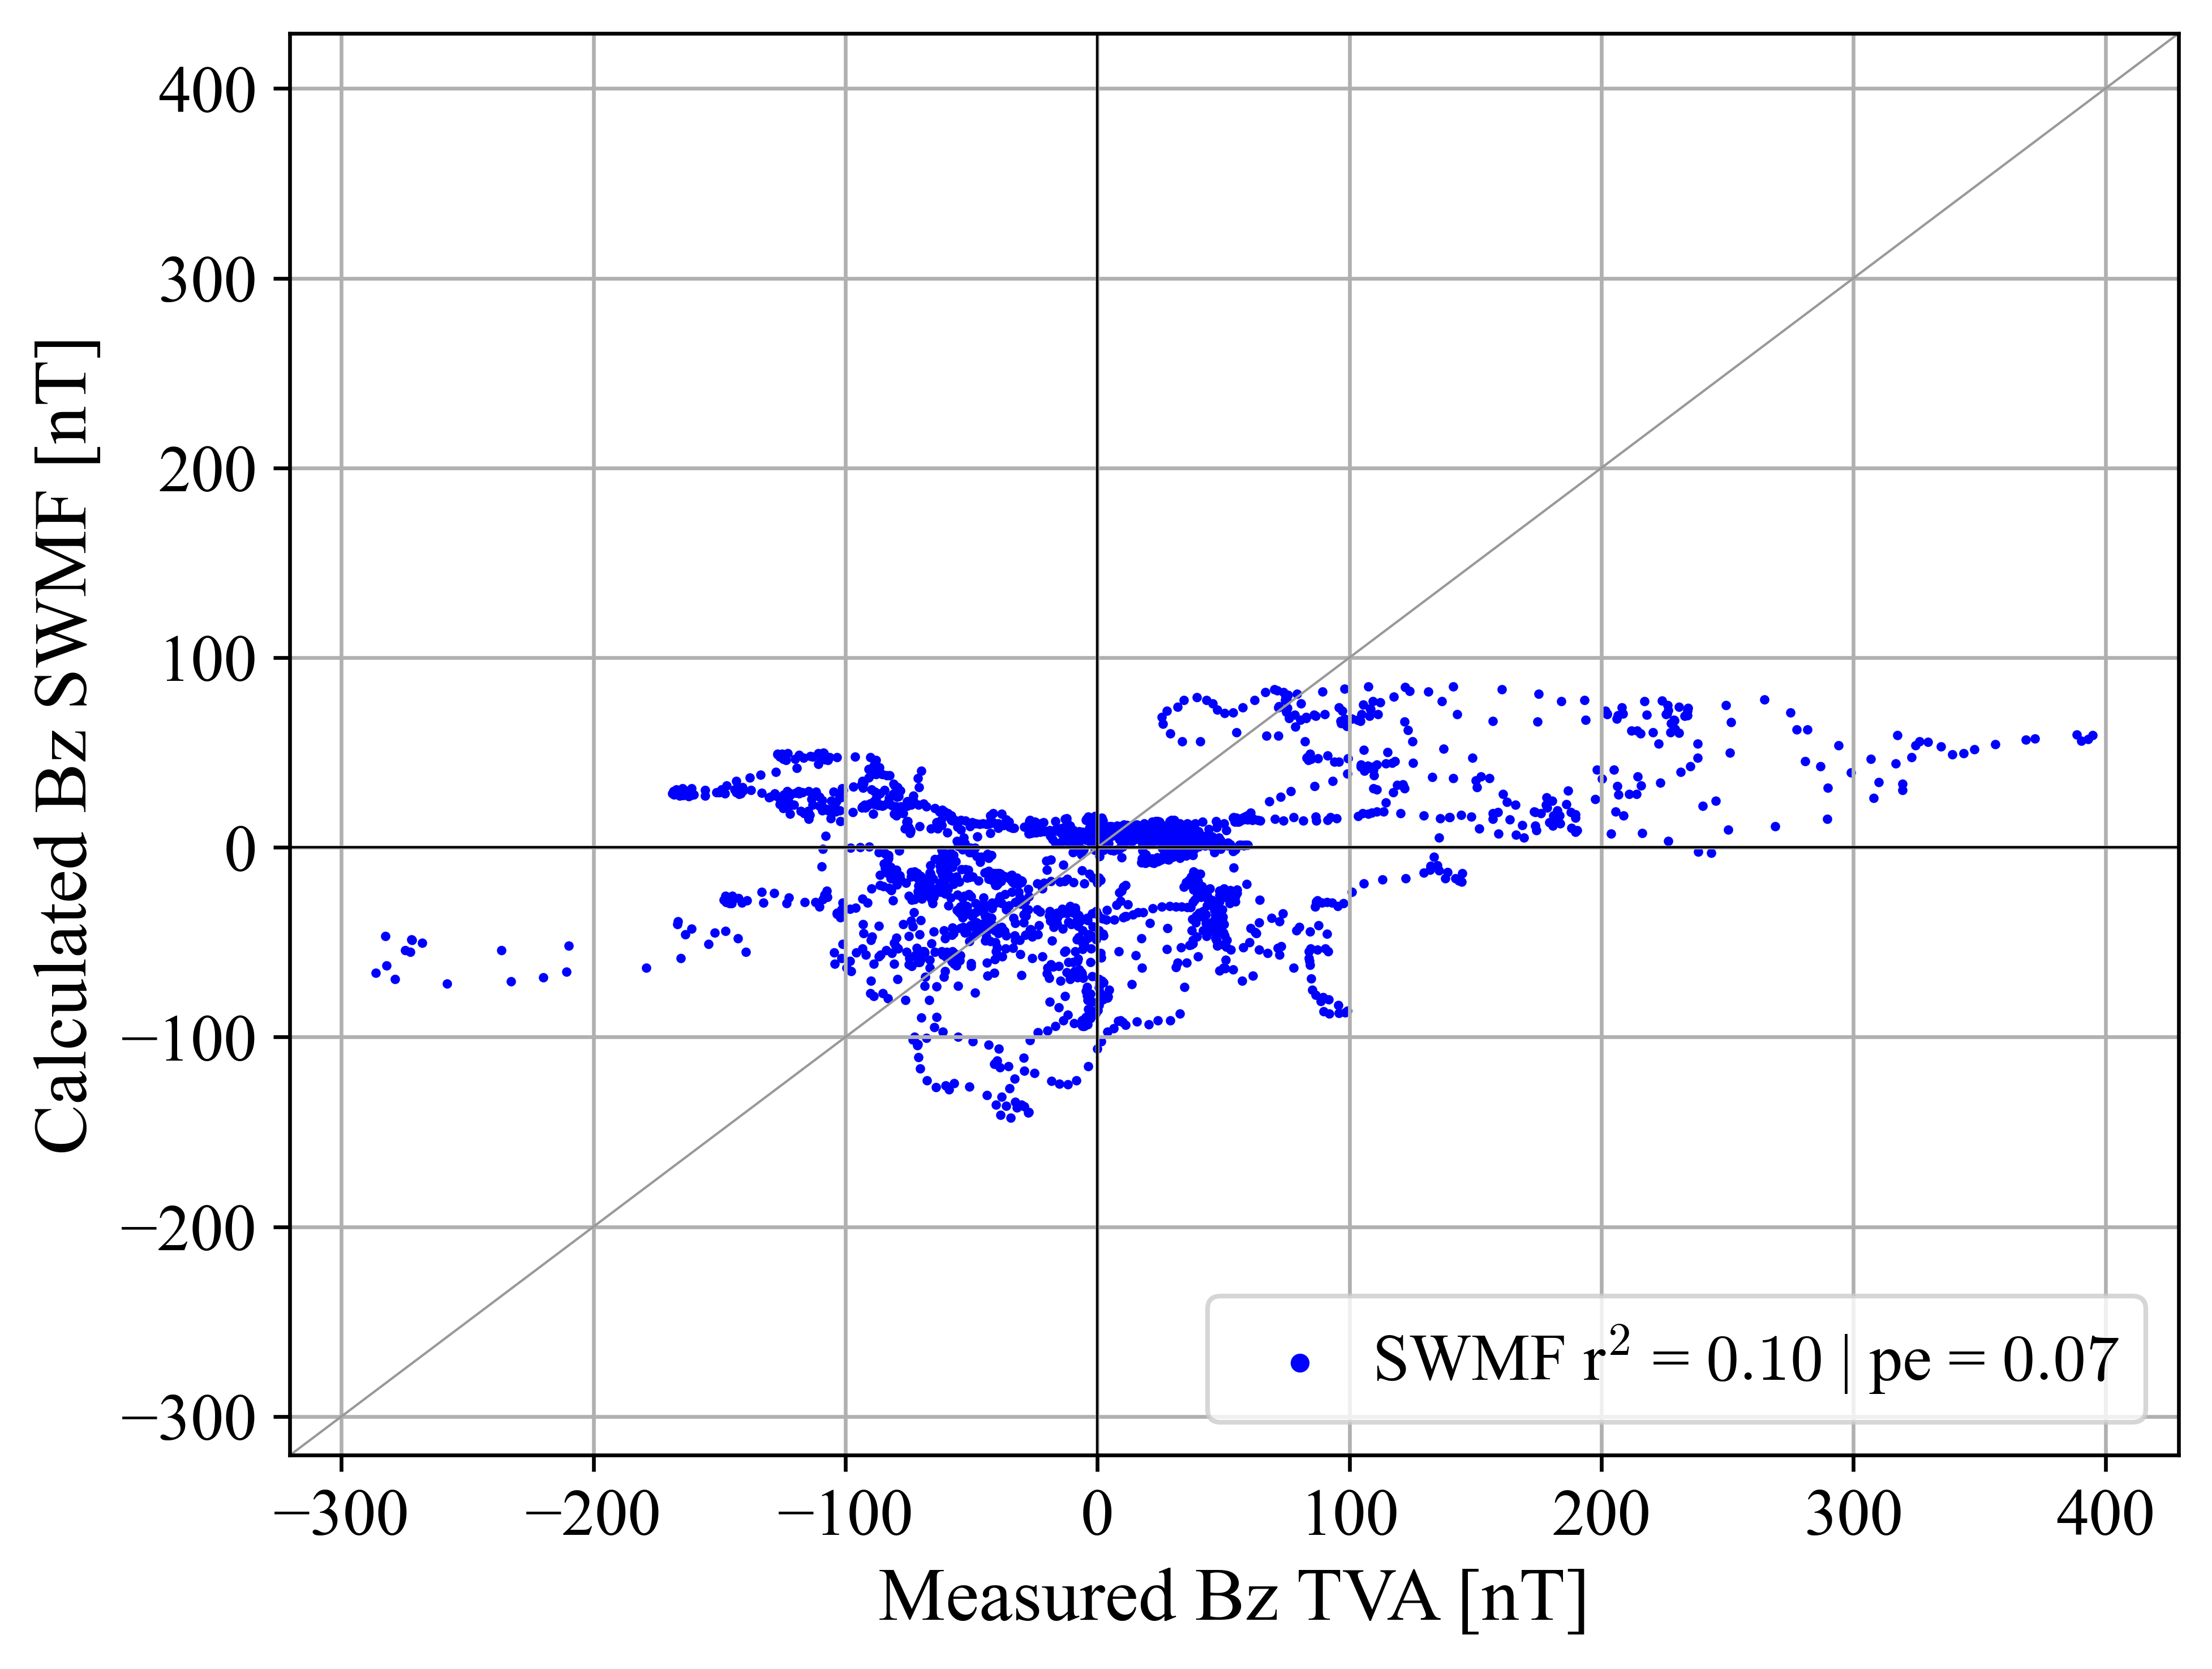 400
300
200
100
0
−100
−200
−300
Calculated Bz SWMF [nT]
SWMF r² = 0.10 | pe = 0.07
−300 −200 −100 0 100 200 300 400
Measured Bz TVA [nT]